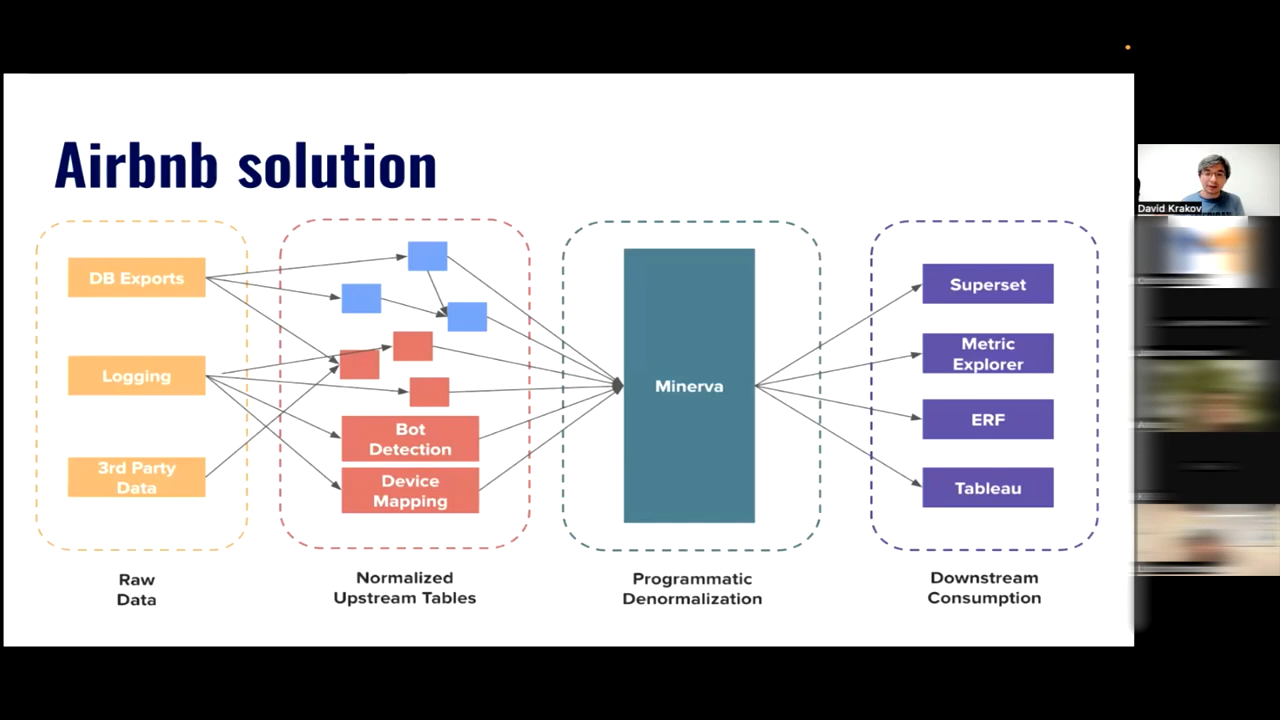 Airbnb solution
DB Exports
Logging
3rd Party
Data
Raw
Data
Bot
Detection
Device
Mapping
Normalized
Upstream Tables
Minerva
Programmatic
Denormalization
Superset
Metric
Explorer
ERF
Tableau
Downstream
Consumption
David Krakov